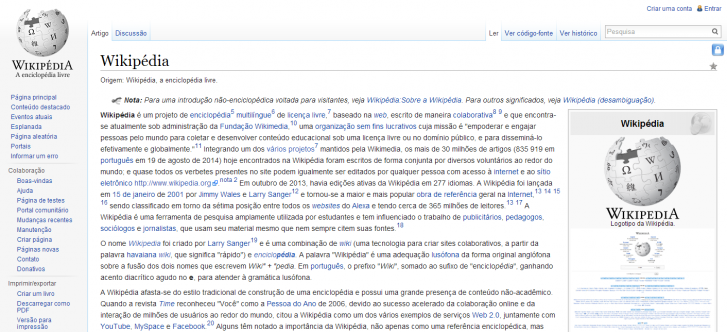 Criar uma conta Entrar
WIKIPÉDIA
A enciclopédia livre
Artigo Discussão
Ler Ver código-fonte Ver histórico Pesquisa
Página principal
Conteúdo destacado
Eventos atuais
Esplanada
Página aleatória
Portais
Informar um erro
Colaboração
Boas-vindas
Ajuda
Página de testes
Portal comunitário
Mudanças recentes
Manutenção
Criar página
Páginas novas
Contato
Donativos
Imprimir/exportar
Criar um livro
Descarregar como
PDF
Versão para
impressão
Wikipédia
Origem: Wikipédia, a enciclopédia livre.
Nota: Para uma introdução não-enciclopédica voltada para visitantes, veja Wikipédia:Sobre a Wikipédia. Para outros significados, veja Wikipédia (desambiguação).
Wikipédia é um projeto de enciclopédia5 multilíngue6 de licença livre,7 baseado na web, escrito de maneira colaborativa8 9 e que encontra-
se atualmente sob administração da Fundação Wikimedia,10 uma organização sem fins lucrativos cuja missão é "empoderar e engajar
pessoas pelo mundo para coletar e desenvolver conteúdo educacional sob uma licença livre ou no domínio público, e para disseminá-lo
efetivamente e globalmente."11 Integrando um dos vários projetos7 mantidos pela Wikimedia, os mais de 30 milhões de artigos (835 919 em
português em 19 de agosto de 2014) hoje encontrados na Wikipédia foram escritos de forma conjunta por diversos voluntários ao redor do
mundo; e quase todos os verbetes presentes no site podem igualmente ser editados por qualquer pessoa com acesso à internet e ao sítio
eletrônico http://www.wikipedia.org nota 2 Em outubro de 2013, havia edições ativas da Wikipédia em 277 idiomas. A Wikipédia foi lançada
em 15 de janeiro de 2001 por Jimmy Wales e Larry Sanger12 e tornou-se a maior e mais popular obra de referência geral na Internet,13 14 15
16 sendo classificado em torno da sétima posição entre todos os websites do Alexa e tendo cerca de 365 milhões de leitores.13 17 A
Wikipédia é uma ferramenta de pesquisa amplamente utilizada por estudantes e tem influenciado o trabalho de publicitários, pedagogos,
sociólogos e jornalistas, que usam seu material mesmo que nem sempre citem suas fontes.18
O nome Wikipedia foi criado por Larry Sanger19 e é uma combinação de wiki (uma tecnologia para criar sites colaborativos, a partir da
palavra havaiana wiki, que significa "rápido") e enciclopédia. A palavra "Wikipédia" é uma adequação lusófona da forma original anglófona
sobre a fusão dos dois nomes que escrevem Wiki" + "pedia. Em português, o prefixo "Wiki", somado ao sufixo de "enciclopédia", ganhando
acento diacrítico agudo no e, para atender à gramática lusófona.
A Wikipédia afasta-se do estilo tradicional de construção de uma enciclopédia e possui uma grande presença de conteúdo não-acadêmico.
Quando a revista Time reconheceu "Você" como a Pessoa do Ano de 2006, devido ao sucesso acelerado da colaboração online e da
interação de milhões de usuários ao redor do mundo, citou a Wikipédia como um dos vários exemplos de serviços Web 2.0, juntamente com
YouTube, MySpace e Facebook.20 Alguns têm notado a importância da Wikipédia, não apenas como uma referência enciclopédica, mas
Wikipédia
WIKIPÉDIA
Logotipo da Wikipédia.